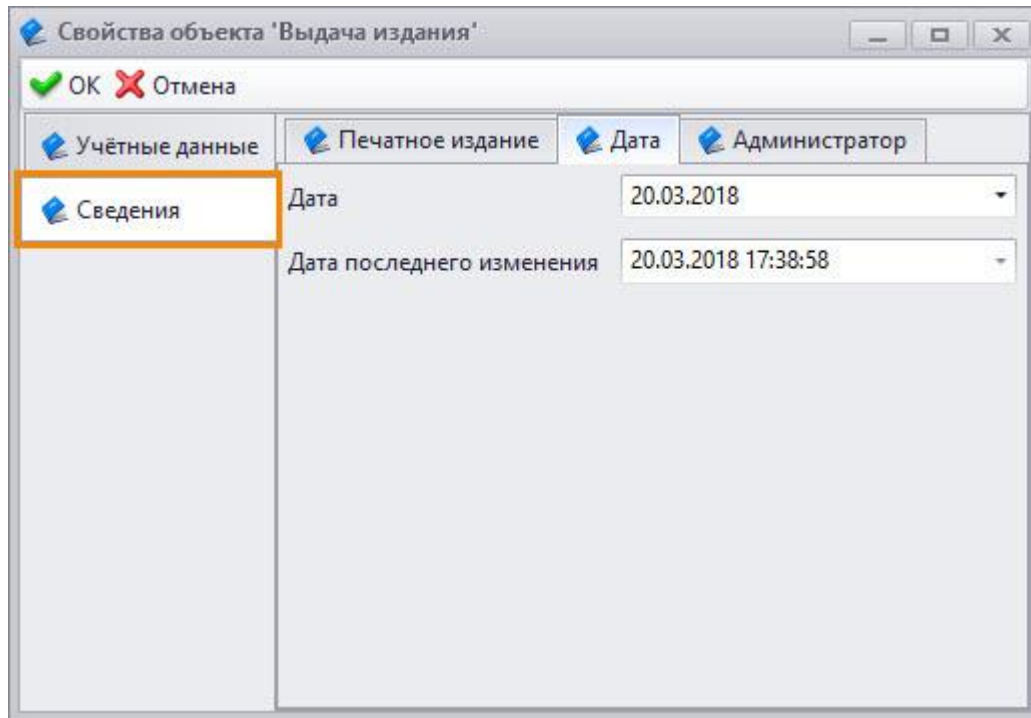 Свойства объекта 'Выдача издания'
ОК Отмена
Учётные данные
Сведения
Печатное издание Дата Администратор
Дата 20.03.2018
Дата последнего изменения 20.03.2018 17:38:58